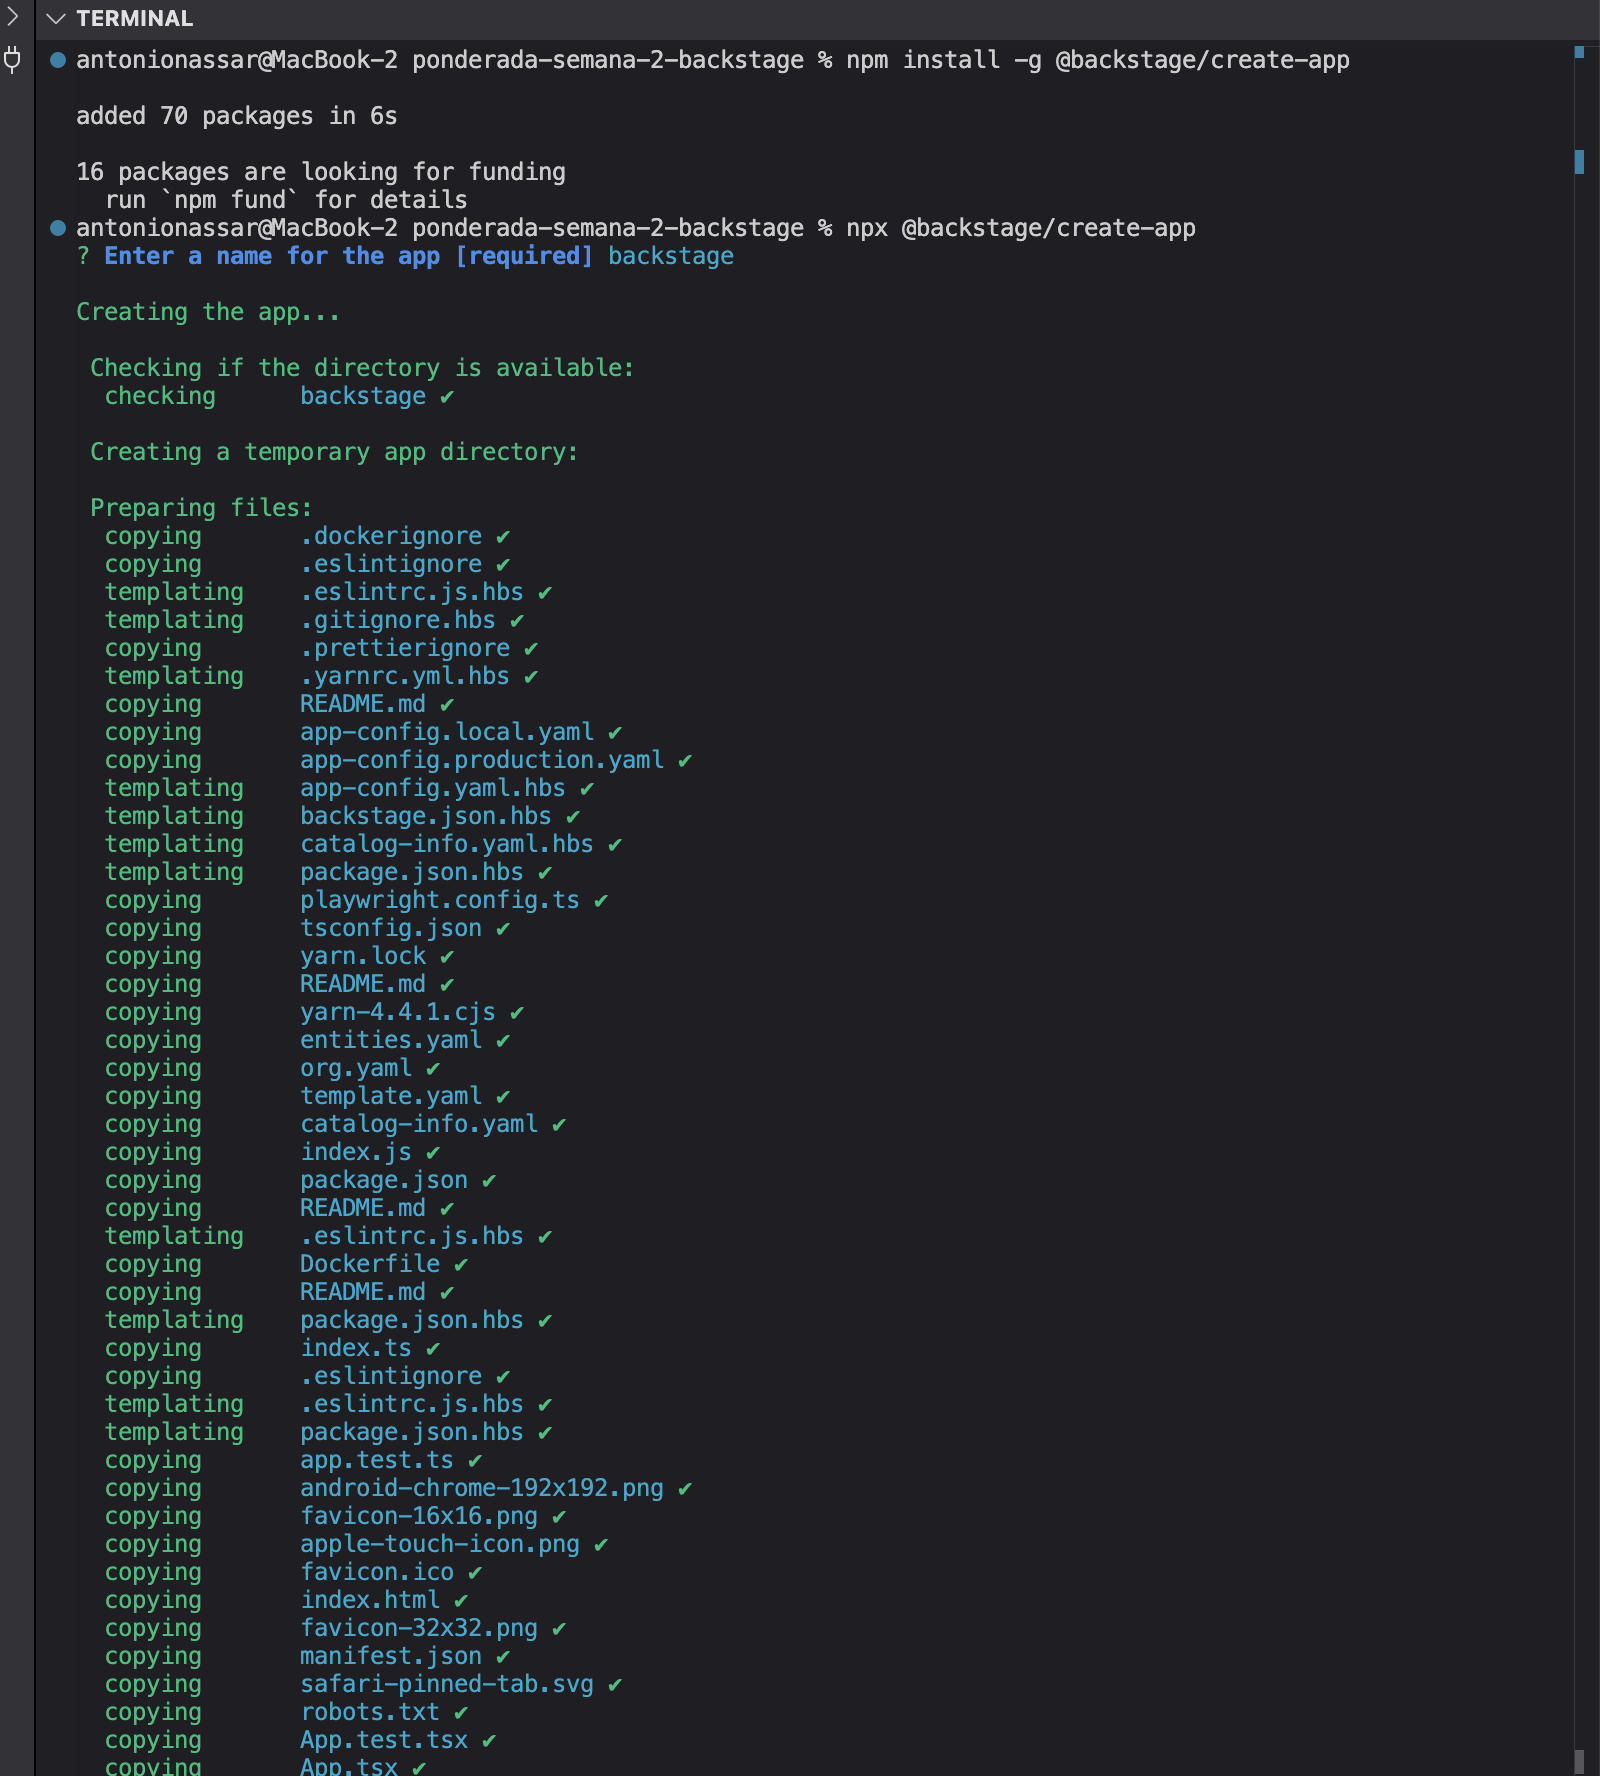 TERMINAL
antonionassar@MacBook-2 ponderada-semana-2-backstage % npm install -g @backstage/create-app
added 70 packages in 6s
16 packages are looking for funding
run `npm fund` for details
antonionassar@MacBook-2 ponderada-semana-2-backstage % npx @backstage/create-app
? Enter a name for the app [required] backstage
Creating the app...
Checking if the directory is available:
checking backstage ✔
Creating a temporary app directory:
Preparing files:
copying .dockerignore ✔
copying .eslintignore ✔
templating .eslintrc.js.hbs ✔
templating .gitignore.hbs ✔
copying .prettierignore ✔
templating .yarnrc.yml.hbs ✔
copying README.md ✔
copying app-config.local.yaml ✔
copying app-config.production.yaml ✔
templating app-config.yaml.hbs ✔
templating backstage.json.hbs ✔
templating catalog-info.yaml.hbs ✔
templating package.json.hbs ✔
copying playwright.config.ts ✔
copying tsconfig.json ✔
copying yarn.lock ✔
copying README.md ✔
copying yarn-4.4.1.cjs ✔
copying entities.yaml ✔
copying org.yaml ✔
copying template.yaml ✔
copying catalog-info.yaml ✔
copying index.js ✔
copying package.json ✔
copying README.md ✔
templating .eslintrc.js.hbs ✔
copying Dockerfile ✔
copying README.md ✔
templating package.json.hbs ✔
copying index.ts ✔
copying .eslintignore ✔
templating .eslintrc.js.hbs ✔
templating package.json.hbs ✔
copying app.test.ts ✔
copying android-chrome-192x192.png ✔
copying favicon-16x16.png ✔
copying apple-touch-icon.png ✔
copying favicon.ico ✔
copying index.html ✔
copying favicon-32x32.png ✔
copying manifest.json ✔
copying safari-pinned-tab.svg ✔
copying robots.txt ✔
copying App.test.tsx ✔
copying App.tsx ✔